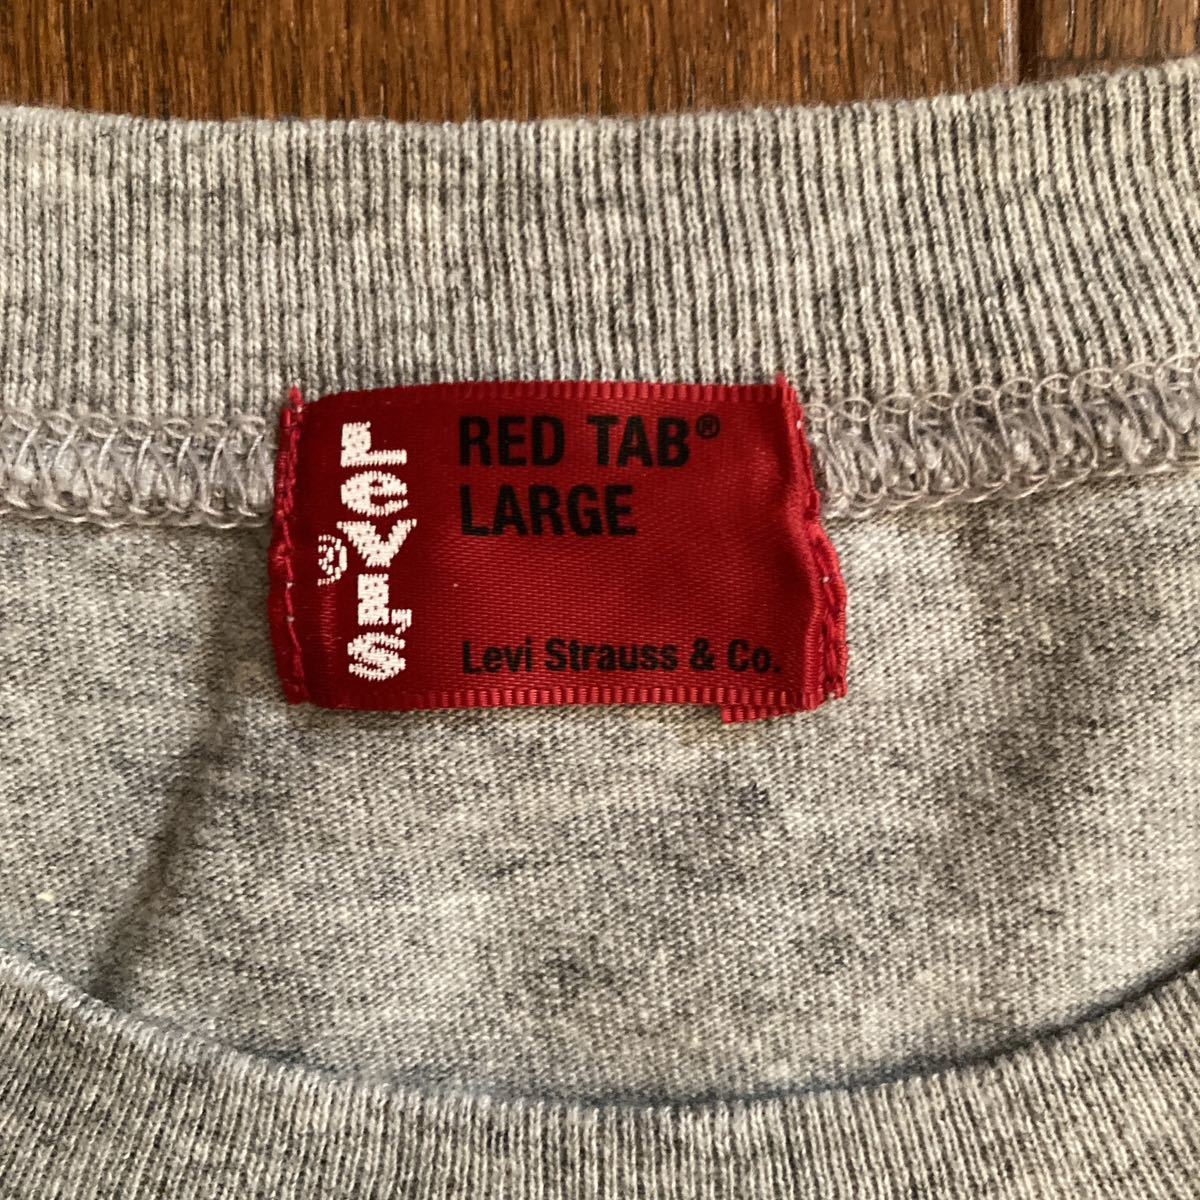 LEVI'S®
RED TAB®
LARGE
Levi Strauss & Co.